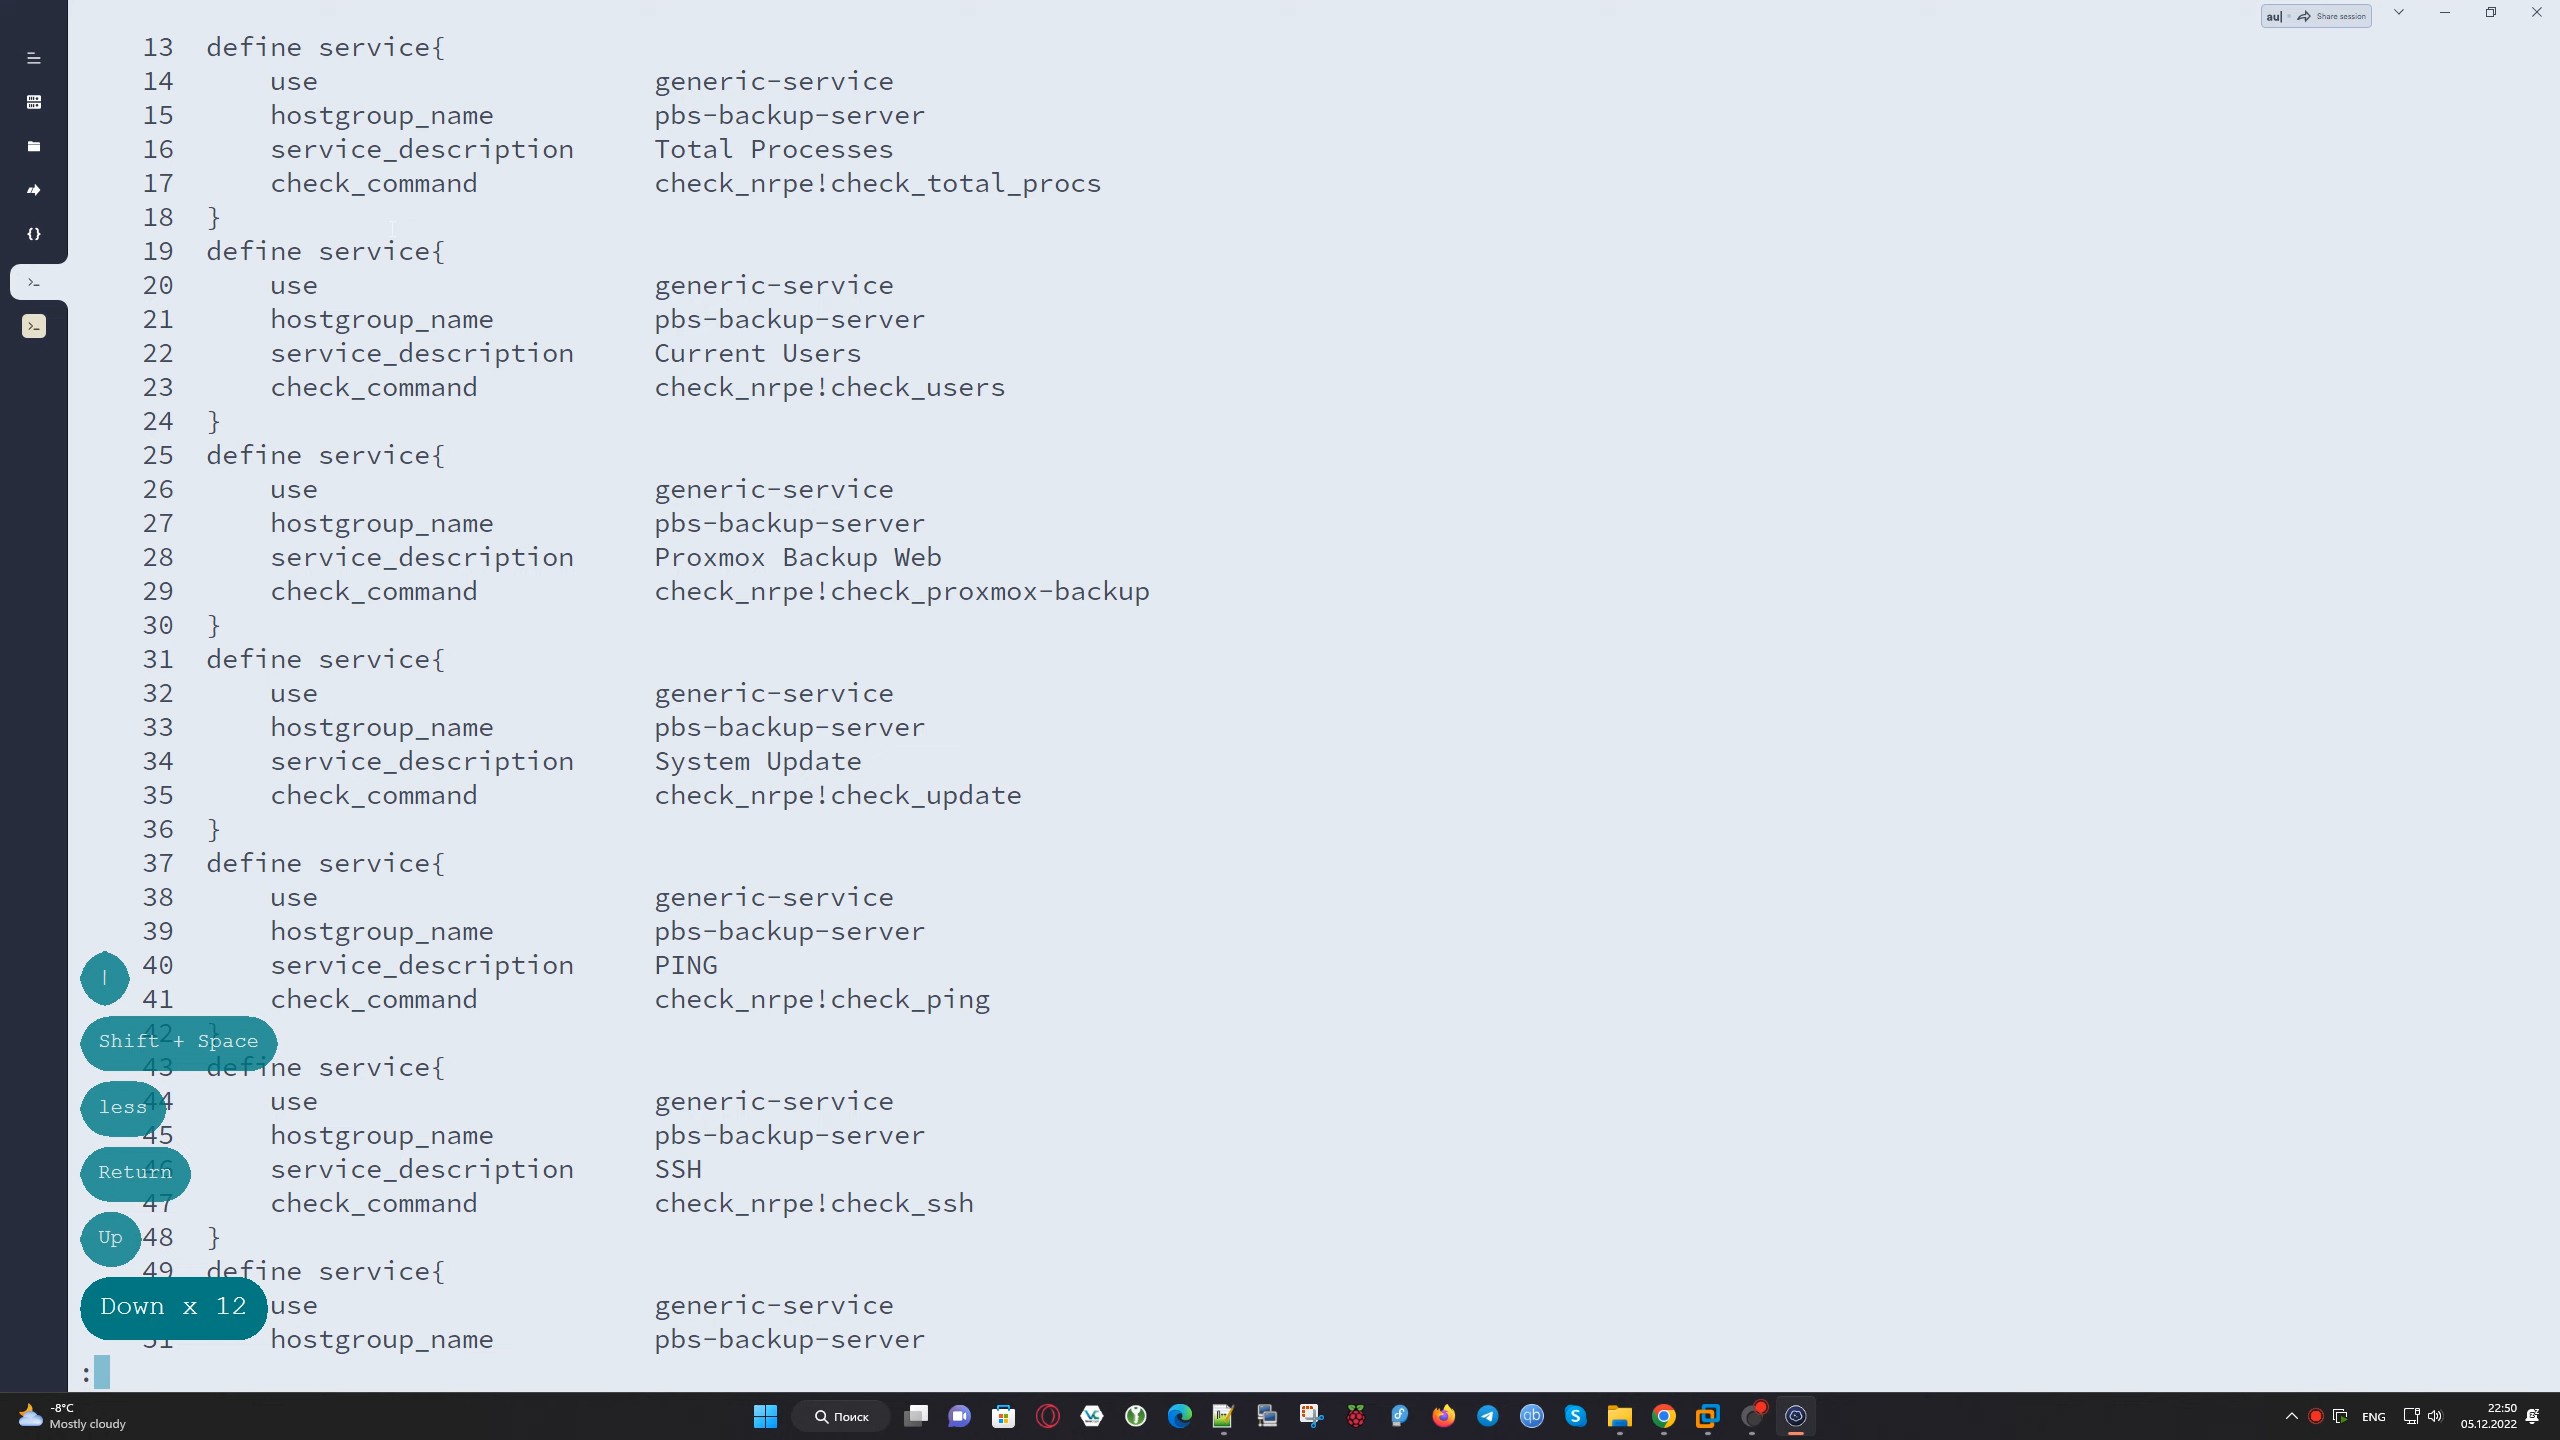 au|
Share session
13 define service{
14 use generic-service
15 hostgroup_name pbs-backup-server
16 service_description Total Processes
17 check_command check_nrpe!check_total_procs
18 }
19 define service{
20 use generic-service
21 hostgroup_name pbs-backup-server
22 service_description Current Users
23 check_command check_nrpe!check_users
24 }
25 define service{
26 use generic-service
27 hostgroup_name pbs-backup-server
28 service_description Proxmox Backup Web
29 check_command check_nrpe!check_proxmox-backup
30 }
31 define service{
32 use generic-service
33 hostgroup_name pbs-backup-server
34 service_description System Update
35 check_command check_nrpe!check_update
36 }
37 define service{
38 use generic-service
39 hostgroup_name pbs-backup-server
40 service_description PING
|
41 check_command check_nrpe!check_ping
42 }
Shift + Space
43 define service{
44 use generic-service
less
45 hostgroup_name pbs-backup-server
46 service_description SSH
Return
47 check_command check_nrpe!check_ssh
48 }
Up
49 define service{
use generic-service
Down x 12
51 hostgroup_name pbs-backup-server
:
-8°C
Mostly cloudy
Поиск
ENG
22:50
05.12.2022